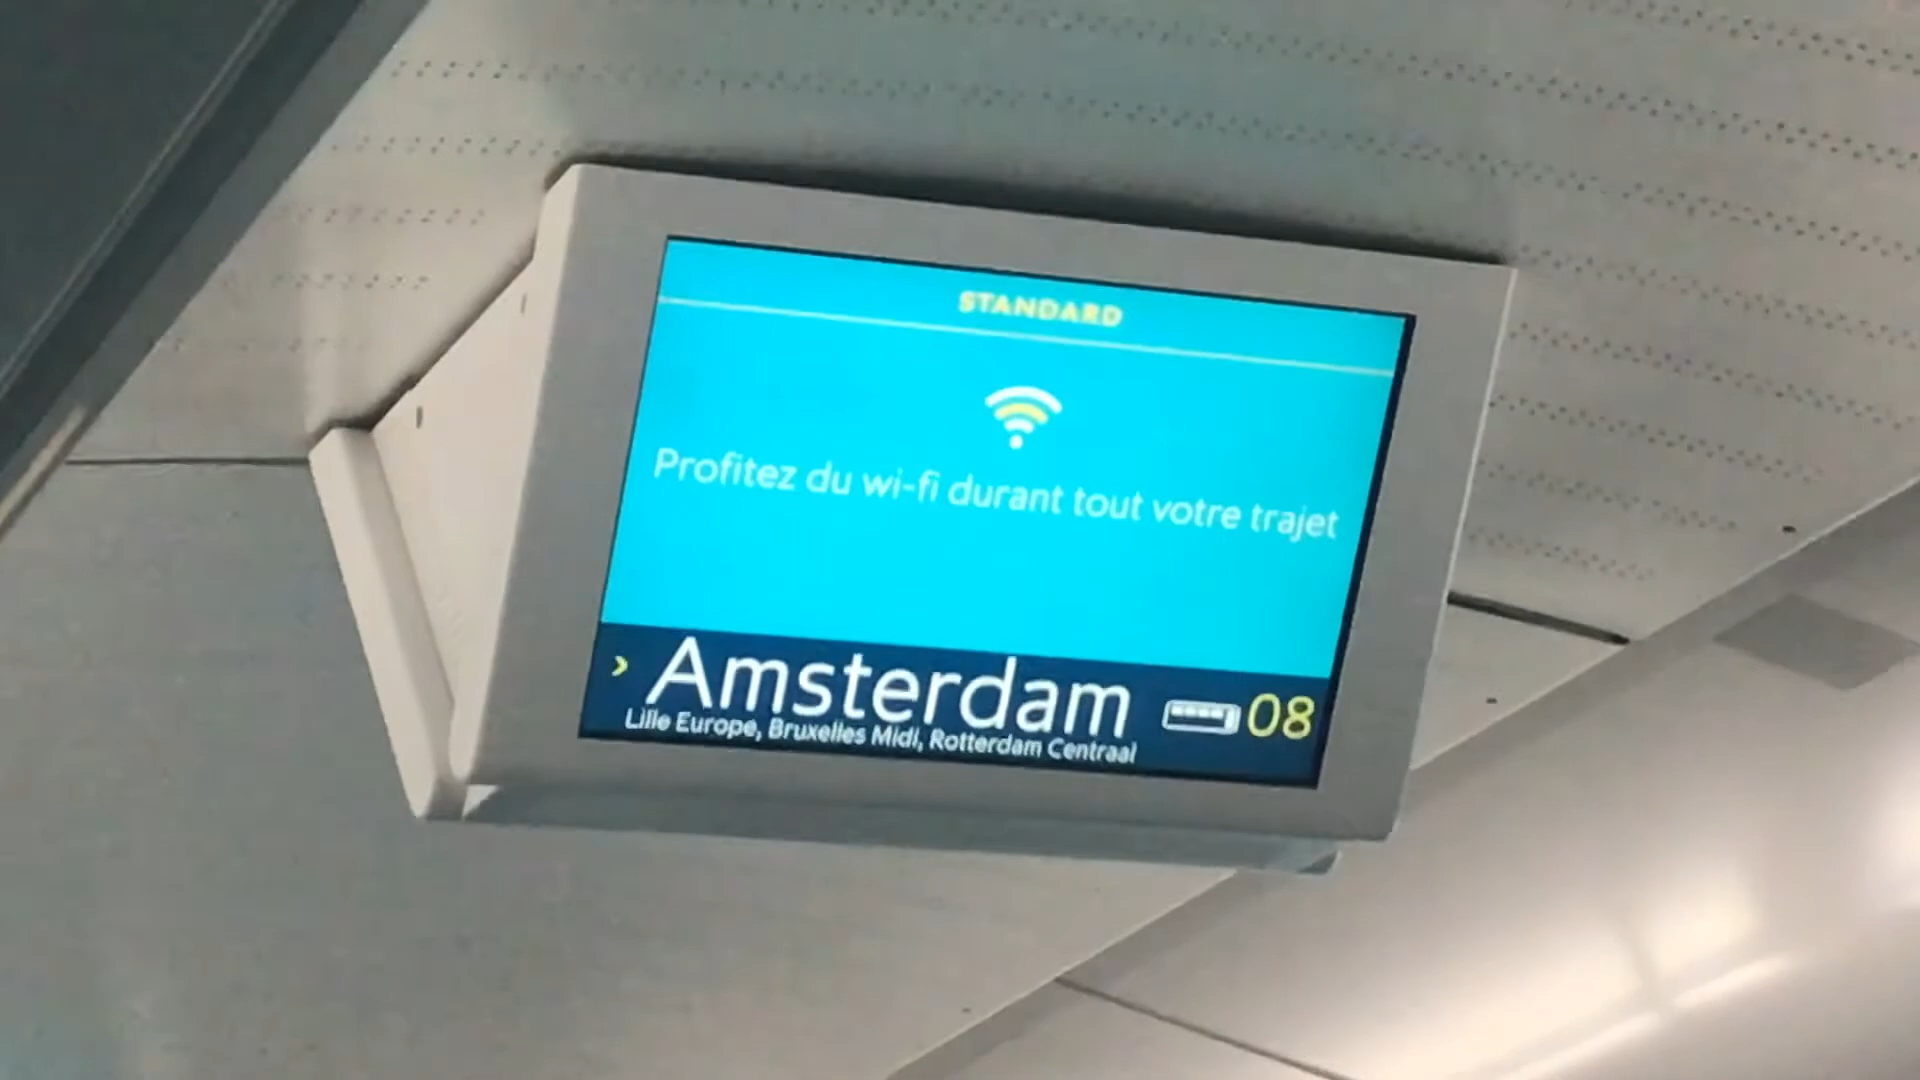 STANDARD
Profitez du wi-fi durant tout votre trajet
› Amsterdam 08
Lille Europe, Bruxelles Midi, Rotterdam Centraal